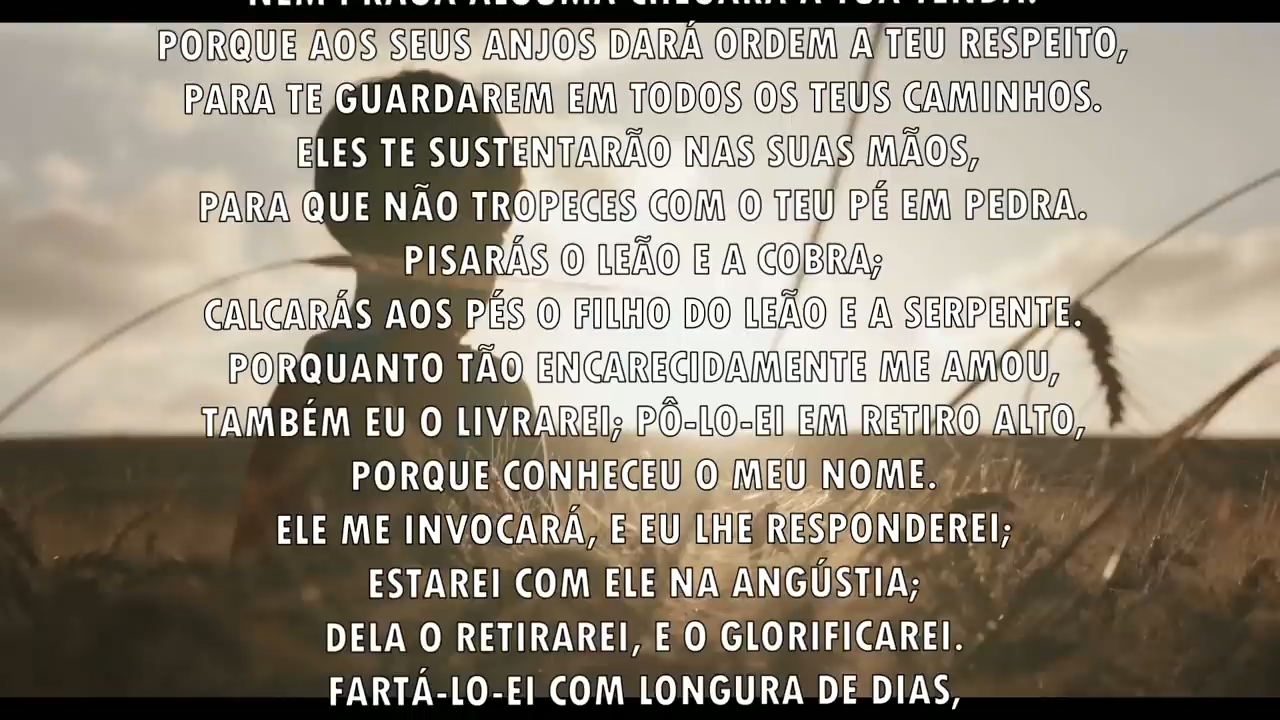 PORQUE AOS SEUS ANJOS DARÁ ORDEM A TEU RESPEITO,
PARA TE GUARDAREM EM TODOS OS TEUS CAMINHOS.
ELES TE SUSTENTARÃO NAS SUAS MÃOS,
PARA QUE NÃO TROPECES COM O TEU PÉ EM PEDRA.
PISARÁS O LEÃO E A COBRA;
CALCARÁS AOS PÉS O FILHO DO LEÃO E A SERPENTE.
PORQUANTO TÃO ENCARECIDAMENTE ME AMOU,
TAMBÉM EU O LIVRAREI; PÔ-LO-EI EM RETIRO ALTO,
PORQUE CONHECEU O MEU NOME.
ELE ME INVOCARÁ, E EU LHE RESPONDEREI;
ESTAREI COM ELE NA ANGÚSTIA;
DELA O RETIRAREI, E O GLORIFICAREI.
FARTÁ-LO-EI COM LONGURA DE DIAS,